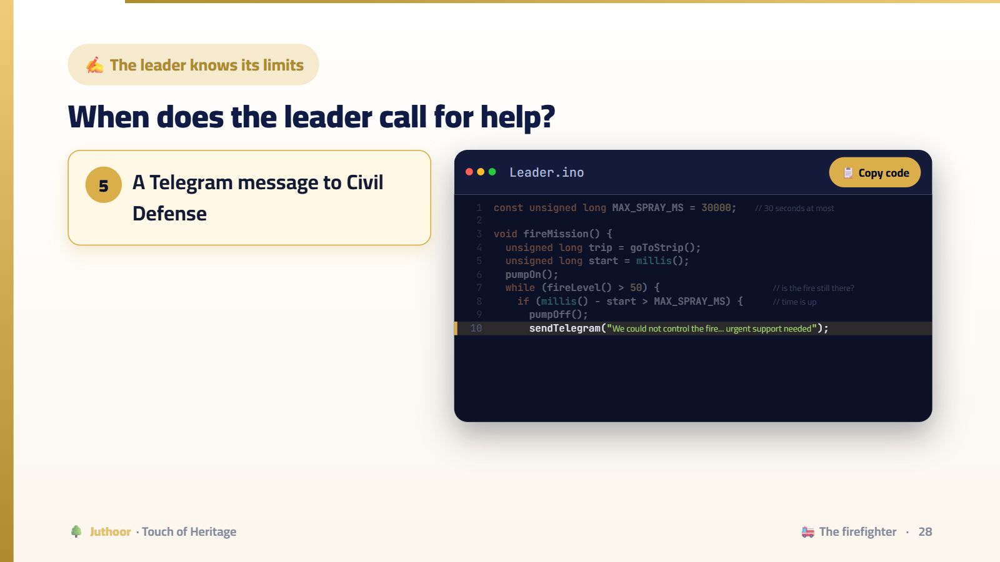 ✍️ The leader knows its limits
When does the leader call for help?
5
A Telegram message to Civil
Defense
Leader.ino
📋 Copy code
1 const unsigned long MAX_SPRAY_MS = 30000; // 30 seconds at most
2
3 void fireMission() {
4 unsigned long trip = goToStrip();
5 unsigned long start = millis();
6 pumpOn();
7 while (fireLevel() > 50) { // is the fire still there?
8 if (millis() - start > MAX_SPRAY_MS) { // time is up
9 pumpOff();
10 sendTelegram("We could not control the fire... urgent support needed");
🌳 Juthoor · Touch of Heritage
🚒 The firefighter · 28